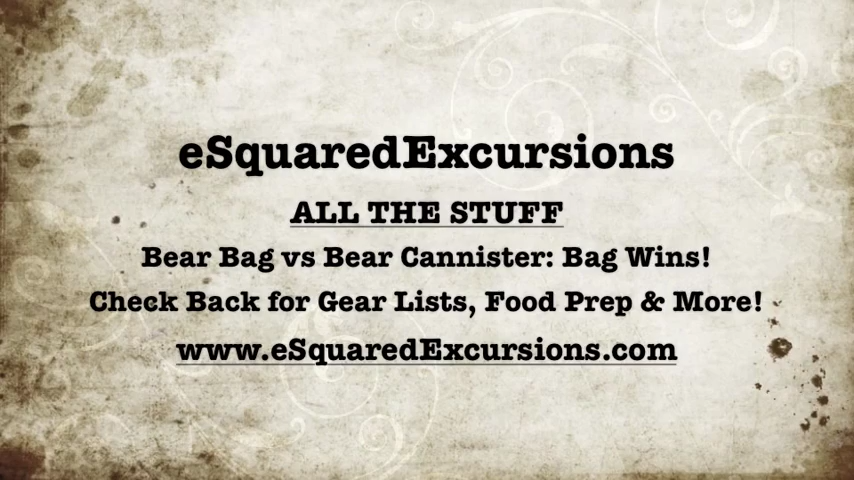 eSquaredExcursions
ALL THE STUFF
Bear Bag vs Bear Cannister: Bag Wins!
Check Back for Gear Lists, Food Prep & More!
www.eSquaredExcursions.com